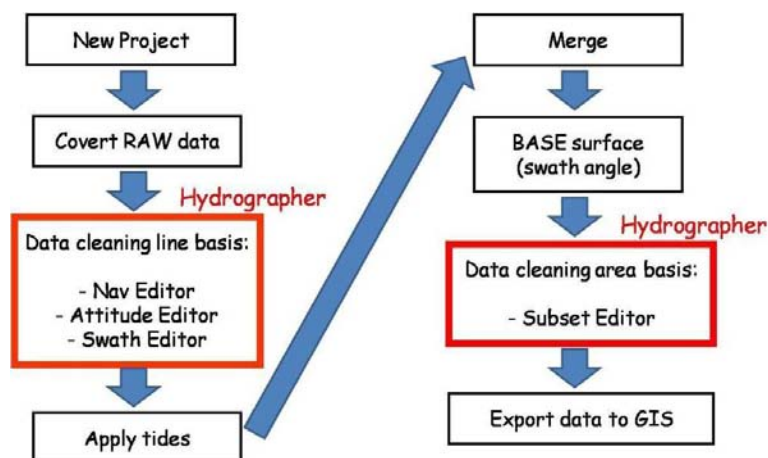 New Project
Covert RAW data
Hydrographer
Data cleaning line basis:
- Nav Editor
- Attitude Editor
- Swath Editor
Apply tides
Merge
BASE surface
(swath angle)
Hydrographer
Data cleaning area basis:
- Subset Editor
Export data to GIS